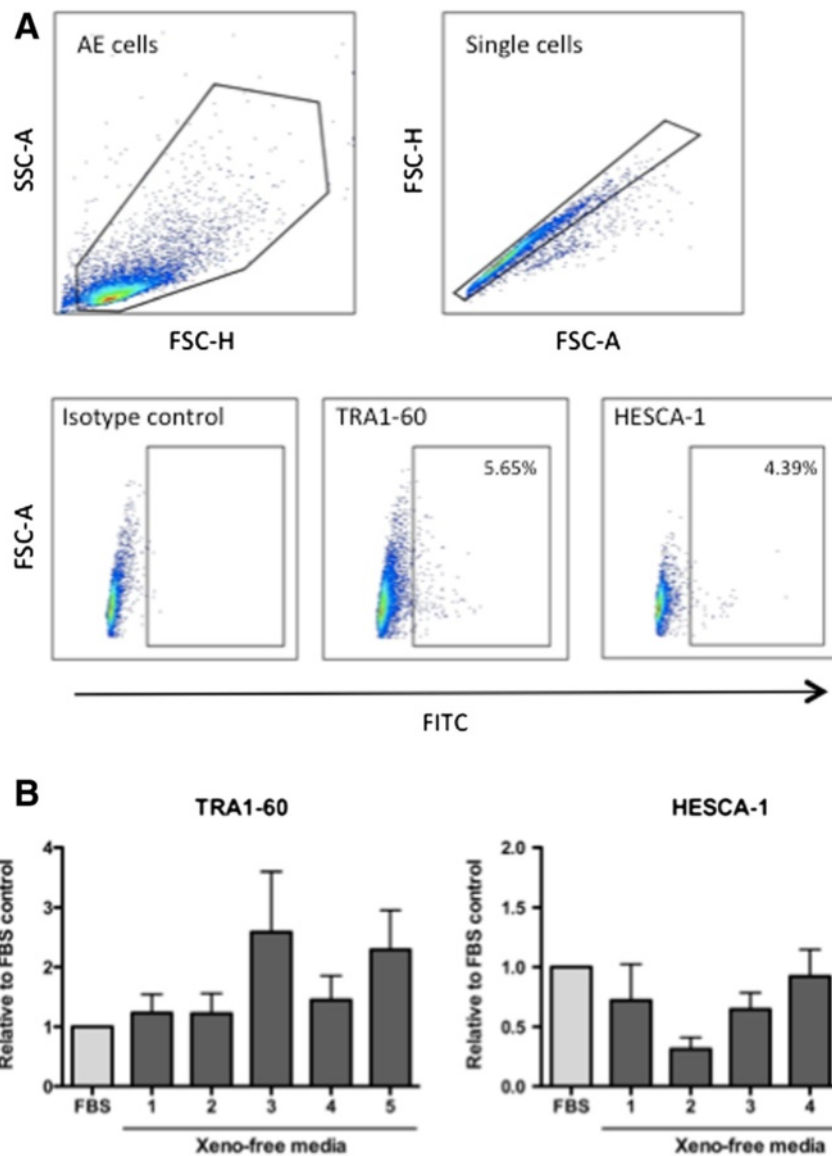 A
AE cells
Single cells
SSC-A
FSC-H
FSC-H
FSC-A
Isotype control
TRA1-60
HESCA-1
5.65%
4.39%
FSC-A
FITC
B
TRA1-60
HESCA-1
Relative to FBS control
4
3
2
1
0
FBS 1 2 3 4 5
Xeno-free media
Relative to FBS control
2.0
1.5
1.0
0.5
0.0
FBS 1 2 3 4
Xeno-free media